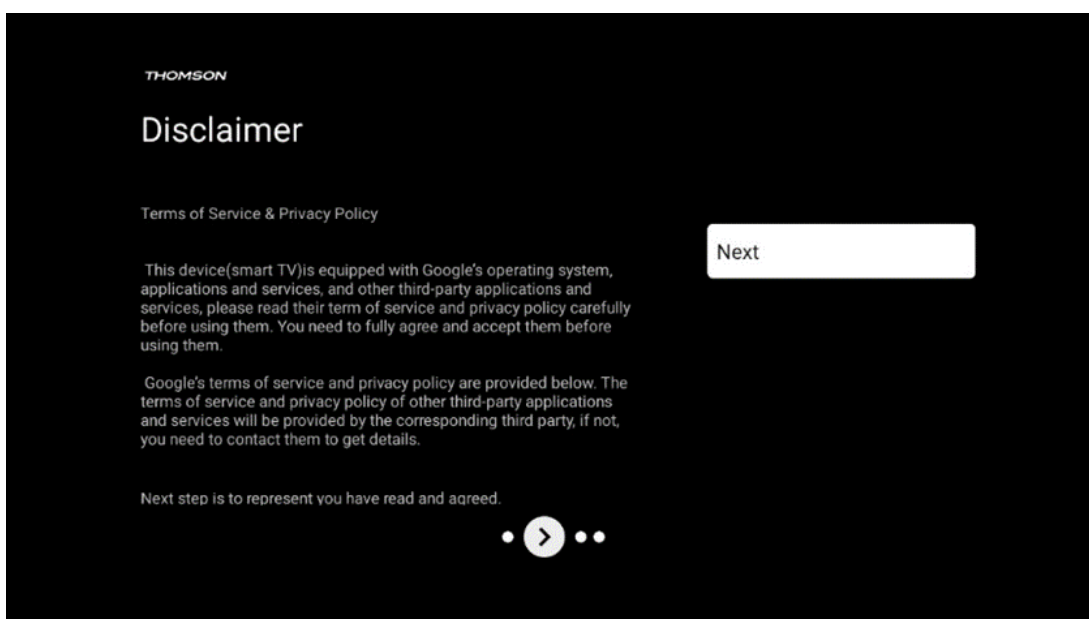 THOMSON
Disclaimer
Terms of Service & Privacy Policy
This device(smart TV)is equipped with Google's operating system,
applications and services, and other third-party applications and
services, please read their term of service and privacy policy carefully
before using them. You need to fully agree and accept them before
using them.
Google's terms of service and privacy policy are provided below. The
terms of service and privacy policy of other third-party applications
and services will be provided by the corresponding third party, if not,
you need to contact them to get details.
Next step is to represent you have read and agreed.
Next